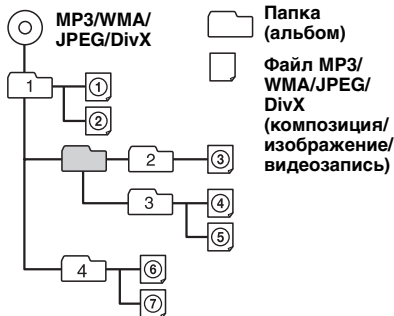 MP3/WMA/
JPEG/DivX
Папка
(альбом)
Файл MP3/
WMA/JPEG/
DivX
(композиция/
изображение/
видеозапись)
1
①
②
2
③
3
④
⑤
4
⑥
⑦